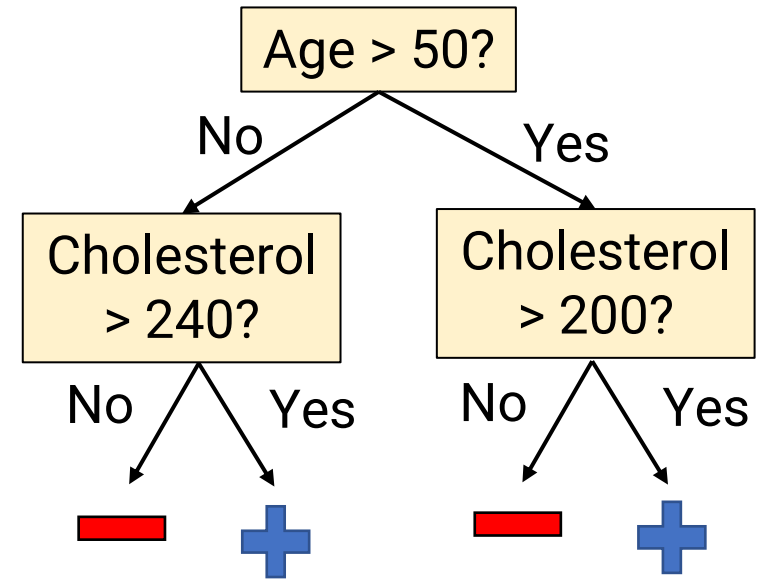 Age > 50?
No
Yes
Cholesterol
> 240?
Cholesterol
> 200?
No
Yes
No
Yes